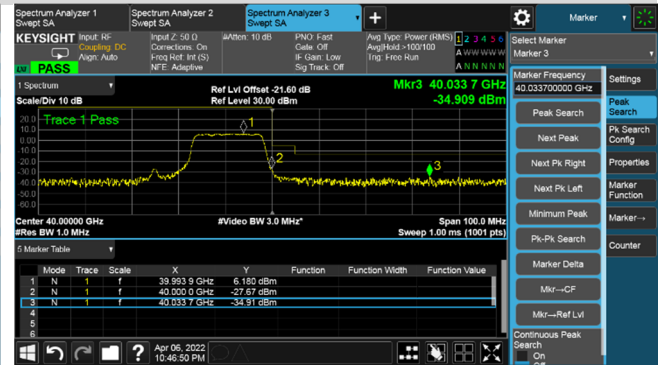 Spectrum Analyzer 1
Swept SA
Spectrum Analyzer 2
Swept SA
Spectrum Analyzer 3
Swept SA
Marker
KEYSIGHT
Input: RF
Coupling: DC
Align: Auto
Input Z: 50 Ω
Corrections: On
Freq Ref: Int (S)
NFE: Adaptive
#Atten: 10 dB
PNO: Fast
Gate: Off
IF Gain: Low
Sig Track: Off
Avg Type: Power (RMS)
Avg|Hold:>100/100
Trig: Free Run
1 2 3 4 5 6
A W W W W W
A N N N N N
PASS
Select Marker
Marker 3
1 Spectrum
Scale/Div 10 dB
Ref Lvl Offset -21.60 dB
Ref Level 30.00 dBm
Mkr3 40.033 7 GHz
-34.909 dBm
Trace 1 Pass
20.0
10.0
0.00
-10.0
-20.0
-30.0
-40.0
-50.0
-60.0
1
2
3
Center 40.00000 GHz
#Res BW 1.0 MHz
#Video BW 3.0 MHz*
Span 100.0 MHz
Sweep 1.00 ms (1001 pts)
5 Marker Table
Mode Trace Scale X Y Function Function Width Function Value
1 N 1 f 39.993 9 GHz 6.180 dBm
2 N 1 f 40.000 0 GHz -27.67 dBm
3 N 1 f 40.033 7 GHz -34.91 dBm
4
5
6
Apr 06, 2022
10:46:50 PM
Marker Frequency
40.033700000 GHz
Peak Search
Next Peak
Next Pk Right
Next Pk Left
Minimum Peak
Pk-Pk Search
Marker Delta
Mkr→CF
Mkr→Ref Lvl
Continuous Peak
Search
On
Off
Settings
Peak
Search
Pk Search
Config
Properties
Marker
Function
Marker→
Counter